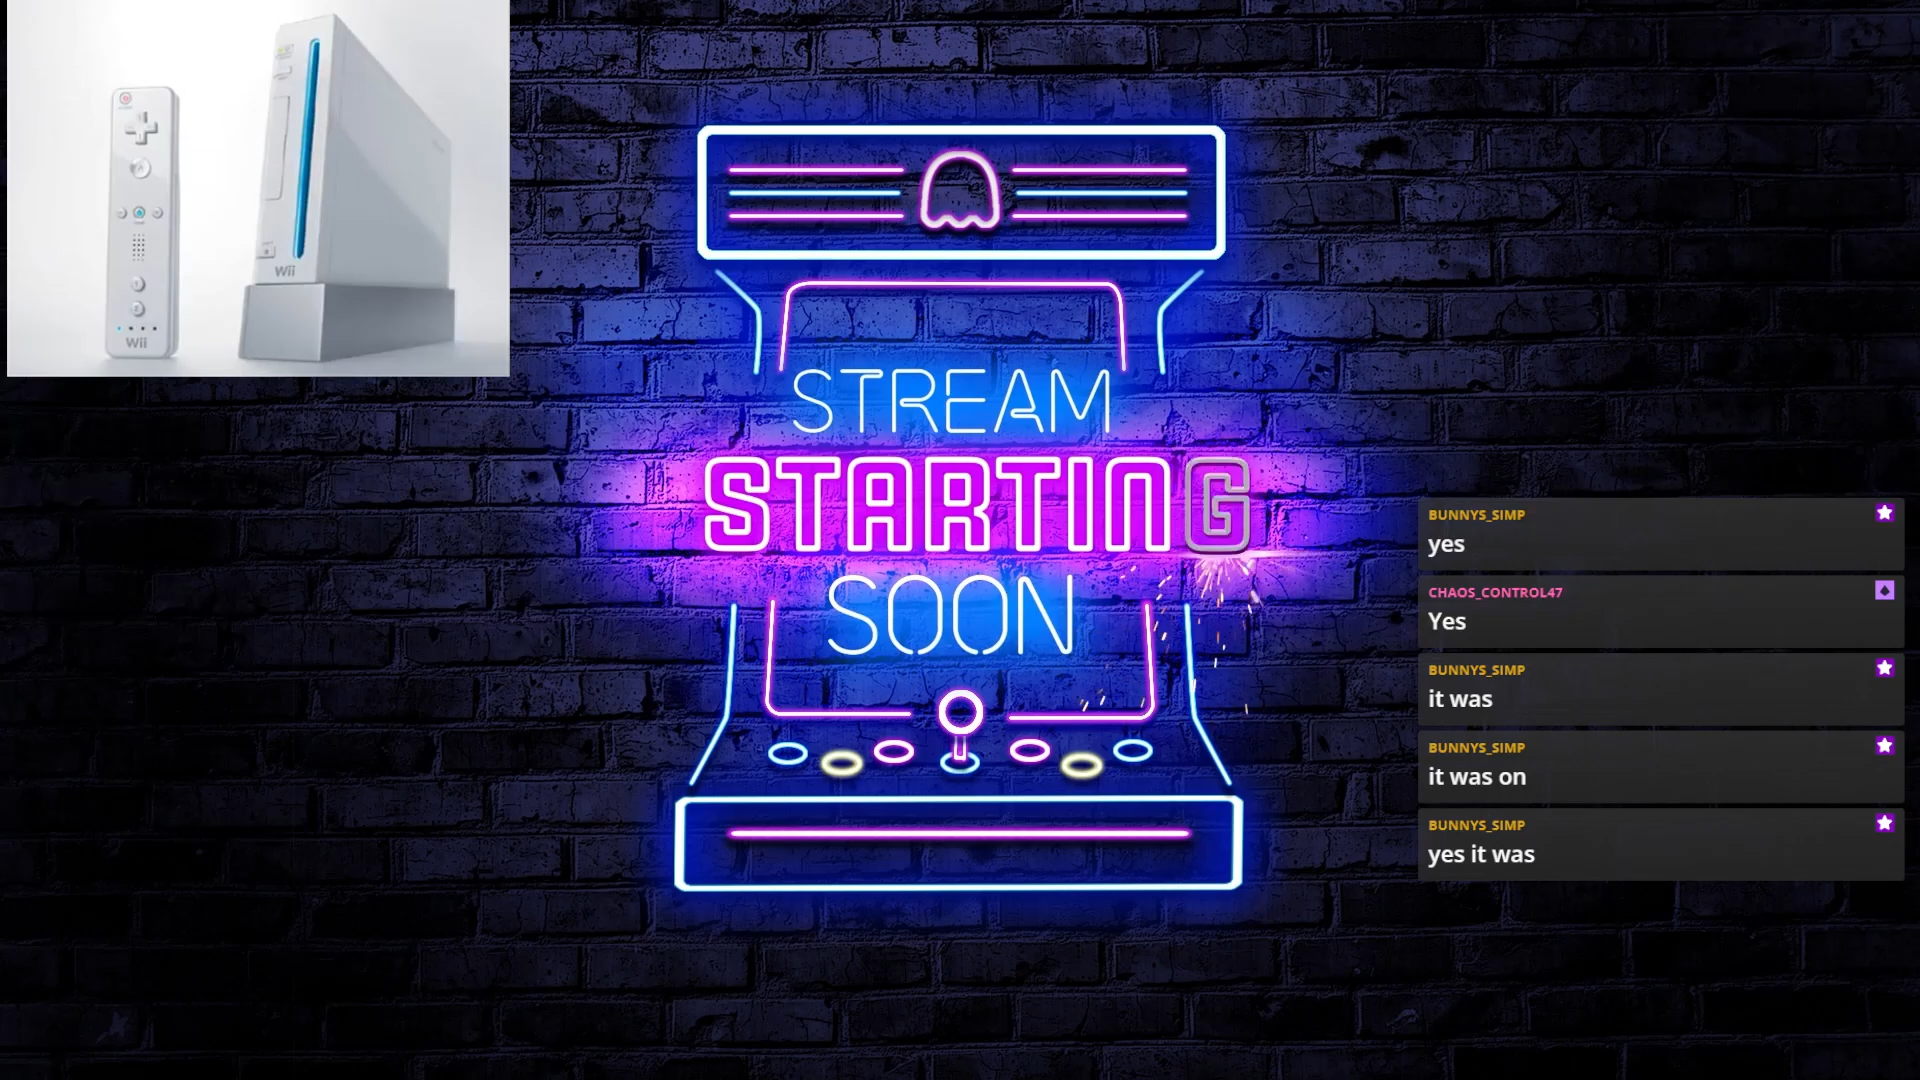 Wii
Wii
STREAM
STARTING
SOON
BUNNYS_SIMP
yes
CHAOS_CONTROL47
Yes
BUNNYS_SIMP
it was
BUNNYS_SIMP
it was on
BUNNYS_SIMP
yes it was